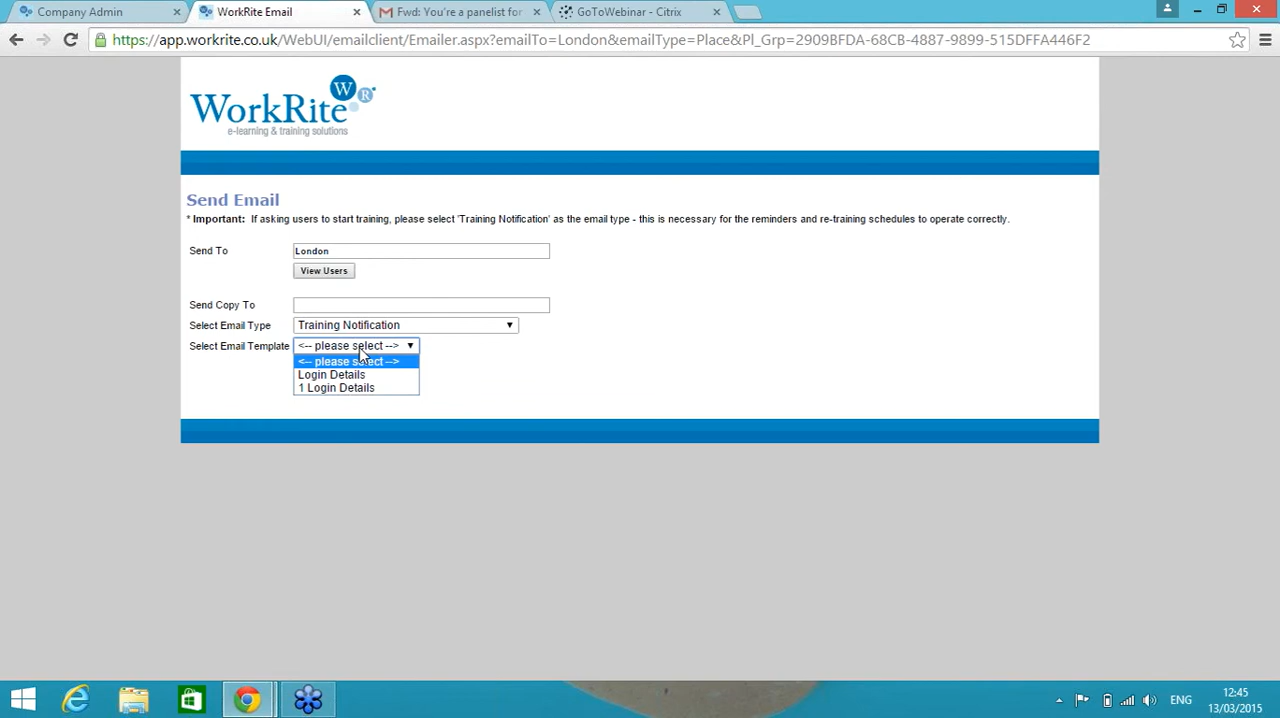 Company Admin
WorkRite Email
Fwd: You're a panelist for
GoToWebinar - Citrix
https://app.workrite.co.uk/WebUI/emailclient/Emailer.aspx?emailTo=London&emailType=Place&Pl_Grp=2909BFDA-68CB-4887-9899-515DFFA446F2
WorkRite W R
e-learning & training solutions
Send Email
* Important: If asking users to start training, please select 'Training Notification' as the email type - this is necessary for the reminders and re-training schedules to operate correctly.
Send To London
View Users
Send Copy To
Select Email Type Training Notification
Select Email Template <-- please select -->
<-- please select -->
Login Details
1 Login Details
ENG
12:45
13/03/2015